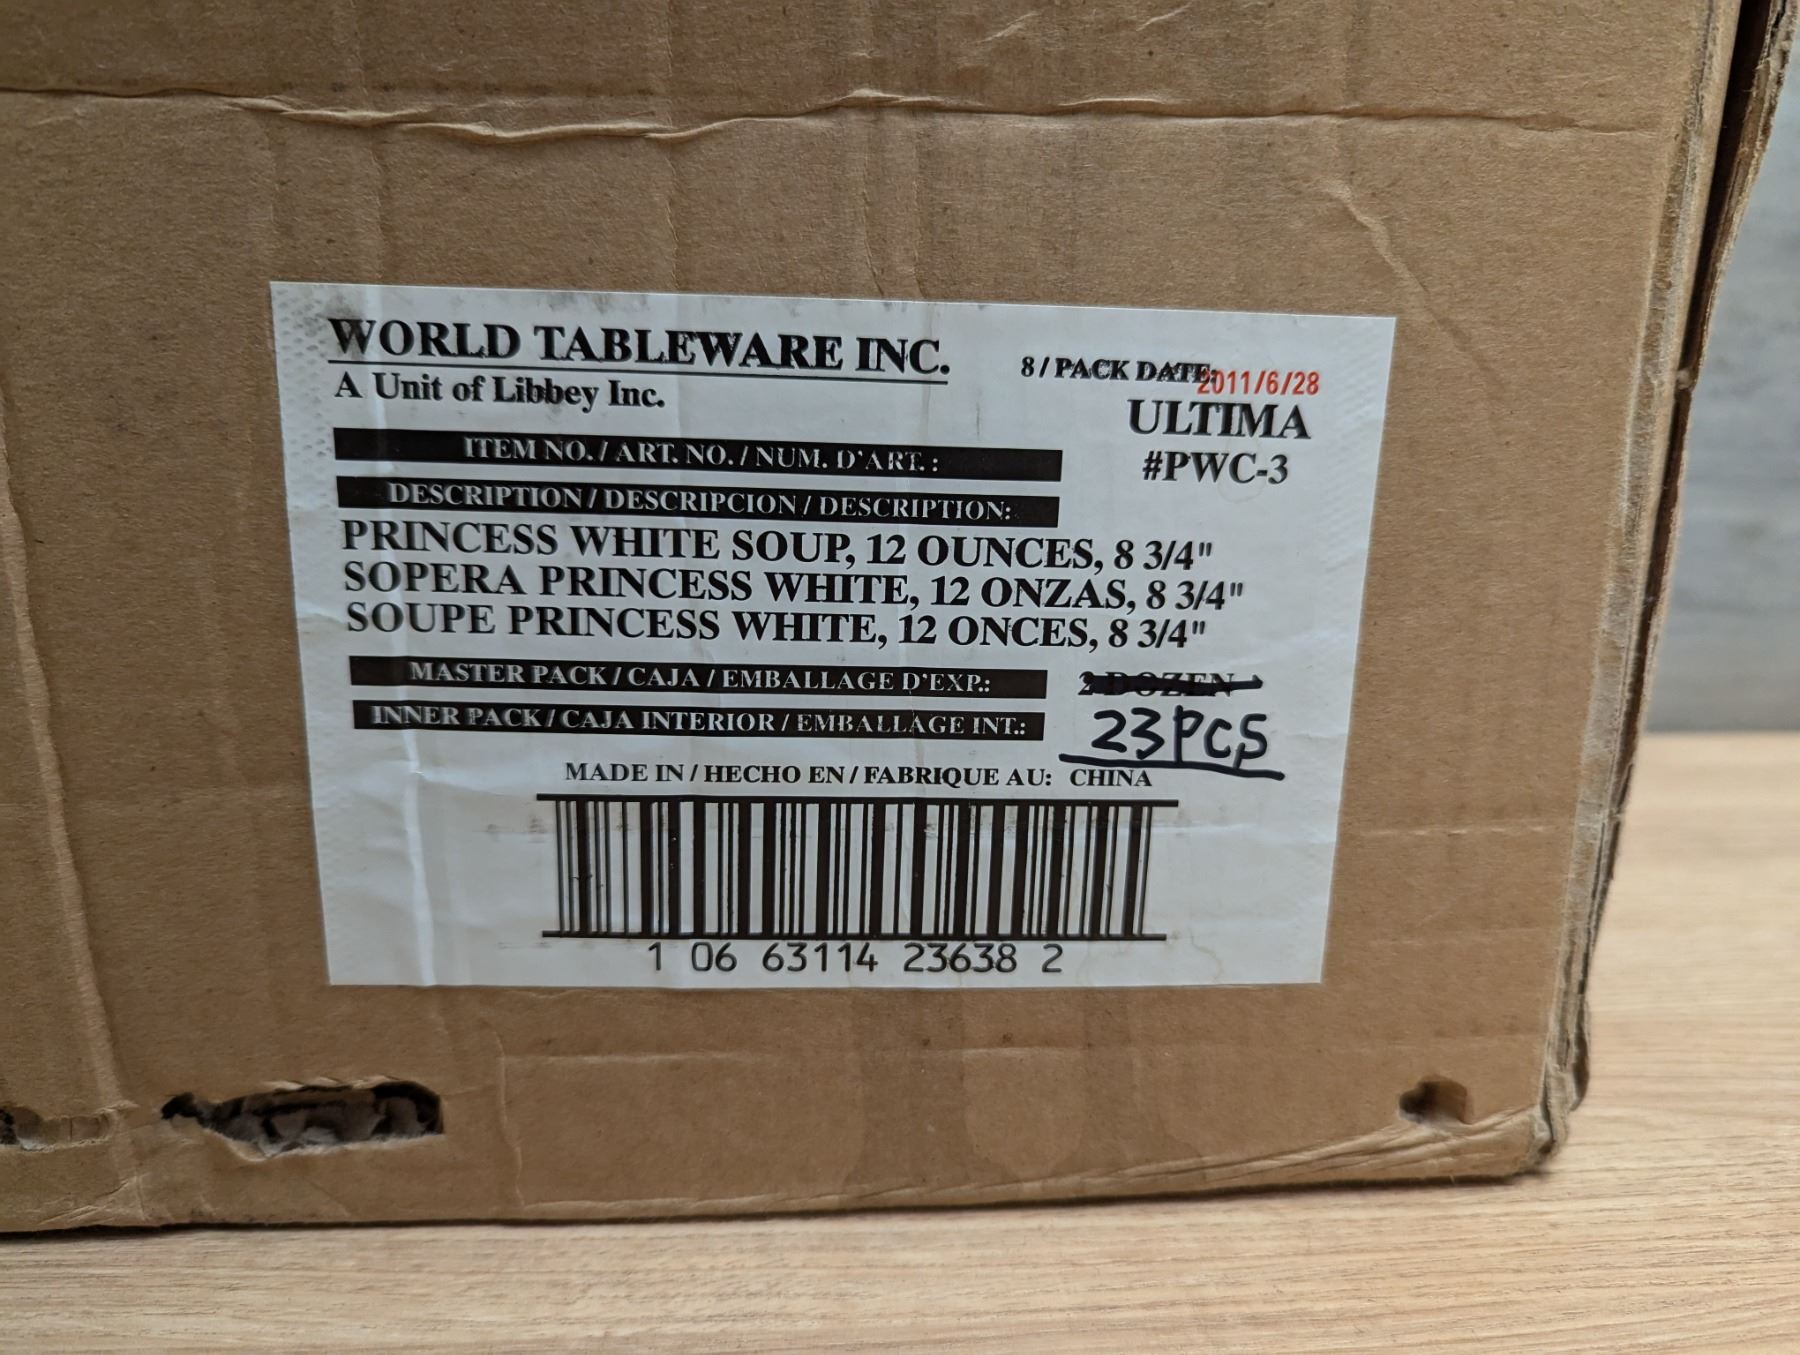 WORLD TABLEWARE INC.
A Unit of Libbey Inc.
8 / PACK DATE: 2011/6/28
ULTIMA
ITEM NO. / ART. NO. / NUM. D'ART. :
#PWC-3
DESCRIPTION / DESCRIPCION / DESCRIPTION:
PRINCESS WHITE SOUP, 12 OUNCES, 8 3/4"
SOPERA PRINCESS WHITE, 12 ONZAS, 8 3/4"
SOUPE PRINCESS WHITE, 12 ONCES, 8 3/4"
MASTER PACK / CAJA / EMBALLAGE D'EXP.: 2 DOZEN
INNER PACK / CAJA INTERIOR / EMBALLAGE INT.: 23PCS
MADE IN / HECHO EN / FABRIQUE AU: CHINA
1 06 63114 23638 2